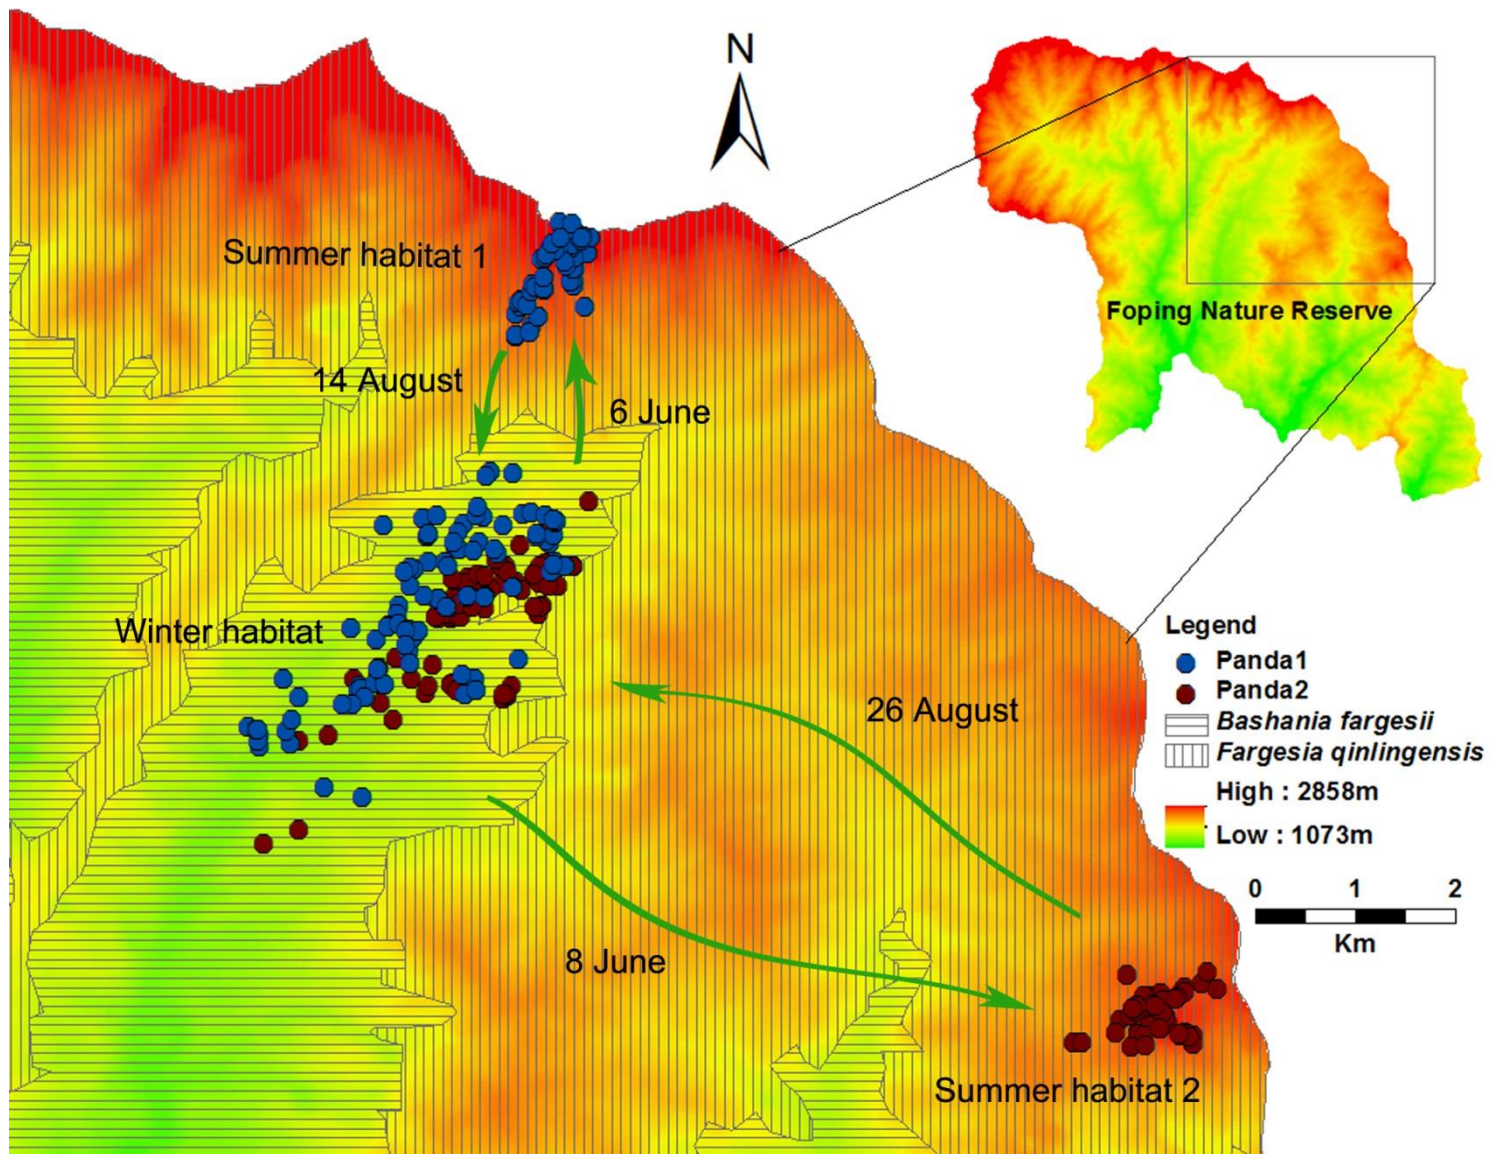 N
Summer habitat 1
Foping Nature Reserve
14 August
6 June
Winter habitat
Legend
Panda1
Panda2
26 August
Bashania fargesii
Fargesia qinlingensis
High : 2858m
Low : 1073m
0 1 2
Km
8 June
Summer habitat 2